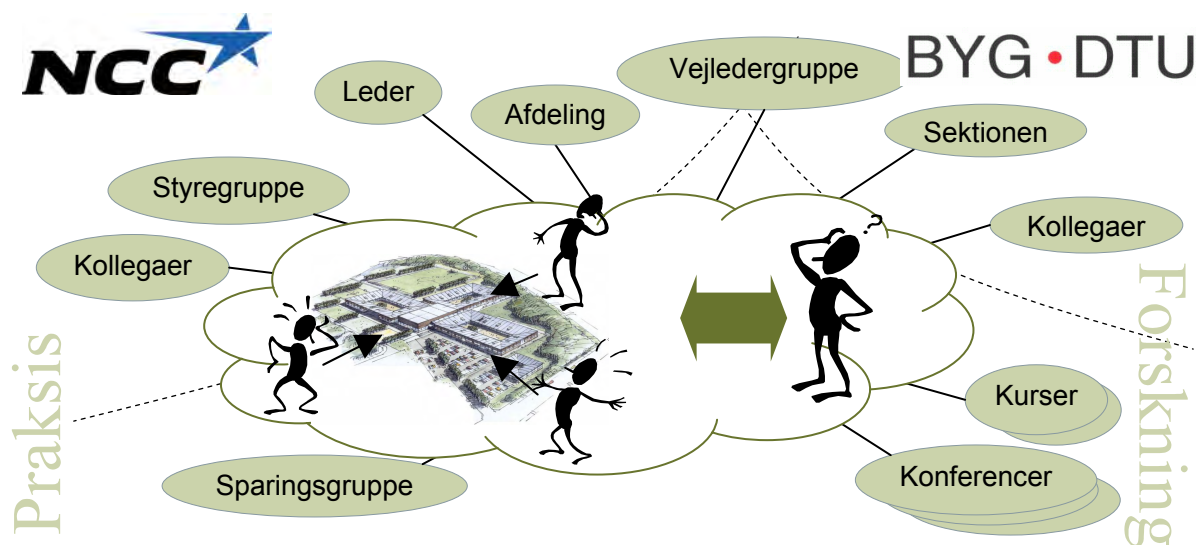 NCC
BYG • DTU
Vejledergruppe
Leder
Afdeling
Sektionen
Styregruppe
Kollegaer
Kollegaer
?
Praksis
Forskning
Kurser
Konferencer
Sparingsgruppe